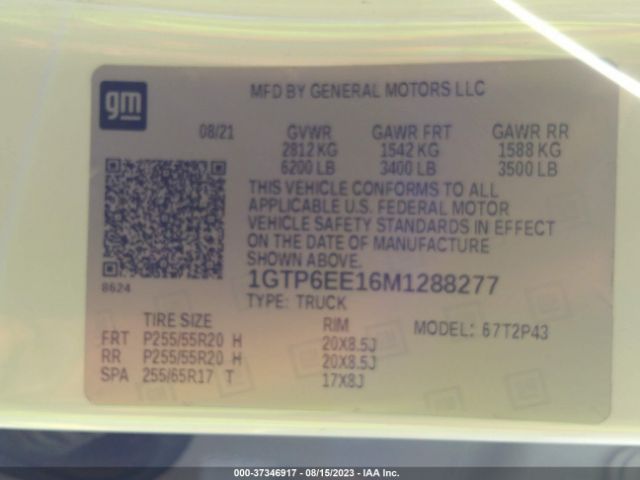 gm
MFD BY GENERAL MOTORS LLC
08/21 GVWR GAWR FRT GAWR RR
2812 KG 1542 KG 1588 KG
6200 LB 3400 LB 3500 LB
THIS VEHICLE CONFORMS TO ALL
APPLICABLE U.S. FEDERAL MOTOR
VEHICLE SAFETY STANDARDS IN EFFECT
ON THE DATE OF MANUFACTURE
SHOWN ABOVE.
8624
1GTP6EE16M1288277
TYPE: TRUCK
TIRE SIZE RIM MODEL: 67T2P43
FRT P255/55R20 H 20X8.5J
RR P255/55R20 H 20X8.5J
SPA 255/65R17 T 17X8J
000-37346917 - 08/15/2023 - IAA Inc.